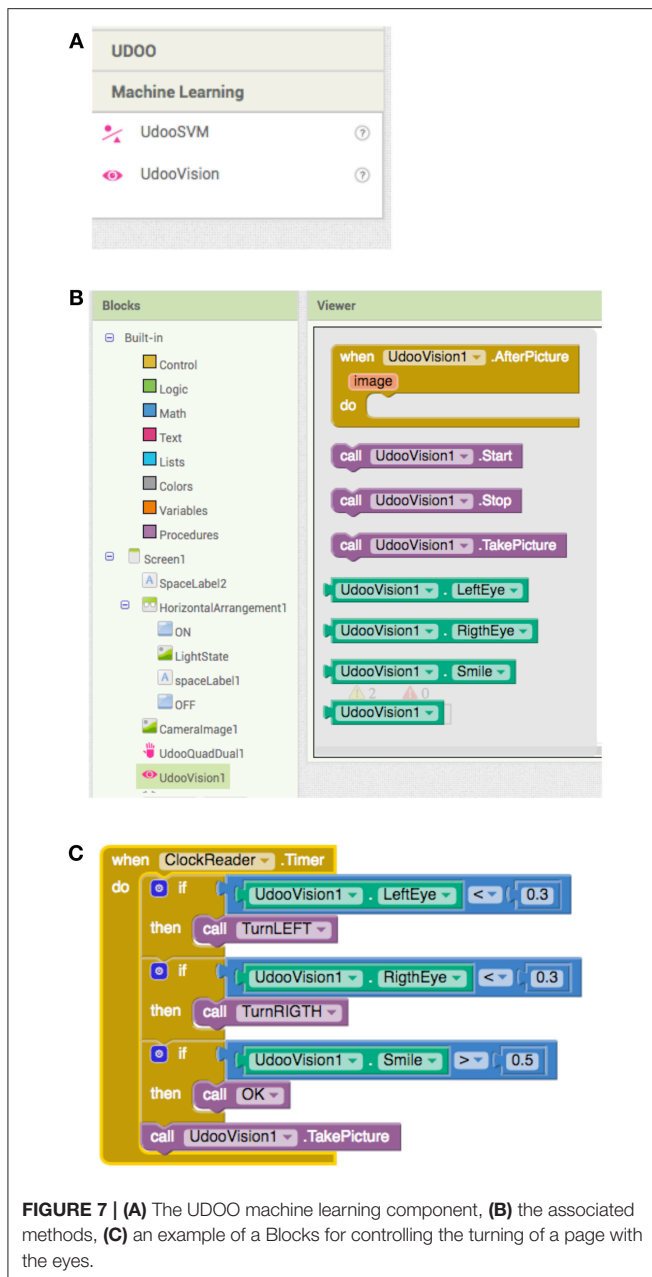 A
UDOO
Machine Learning
UdooSVM ?
UdooVision ?
B
Blocks
Viewer
Built-in
Control
Logic
Math
Text
Lists
Colors
Variables
Procedures
Screen1
A SpaceLabel2
HorizontalArrangement1
ON
LightState
A spaceLabel1
OFF
CameraImage1
UdooQuadDual1
UdooVision1
when UdooVision1 .AfterPicture
image
do
call UdooVision1 .Start
call UdooVision1 .Stop
call UdooVision1 .TakePicture
UdooVision1 . LeftEye
UdooVision1 . RigthEye
UdooVision1 . Smile
2 0
UdooVision1
C
when ClockReader .Timer
do if UdooVision1 . LeftEye < 0.3
then call TurnLEFT
if UdooVision1 . RigthEye < 0.3
then call TurnRIGTH
if UdooVision1 . Smile > 0.5
then call OK
call UdooVision1 .TakePicture
FIGURE 7 | (A) The UDOO machine learning component, (B) the associated
methods, (C) an example of a Blocks for controlling the turning of a page with
the eyes.